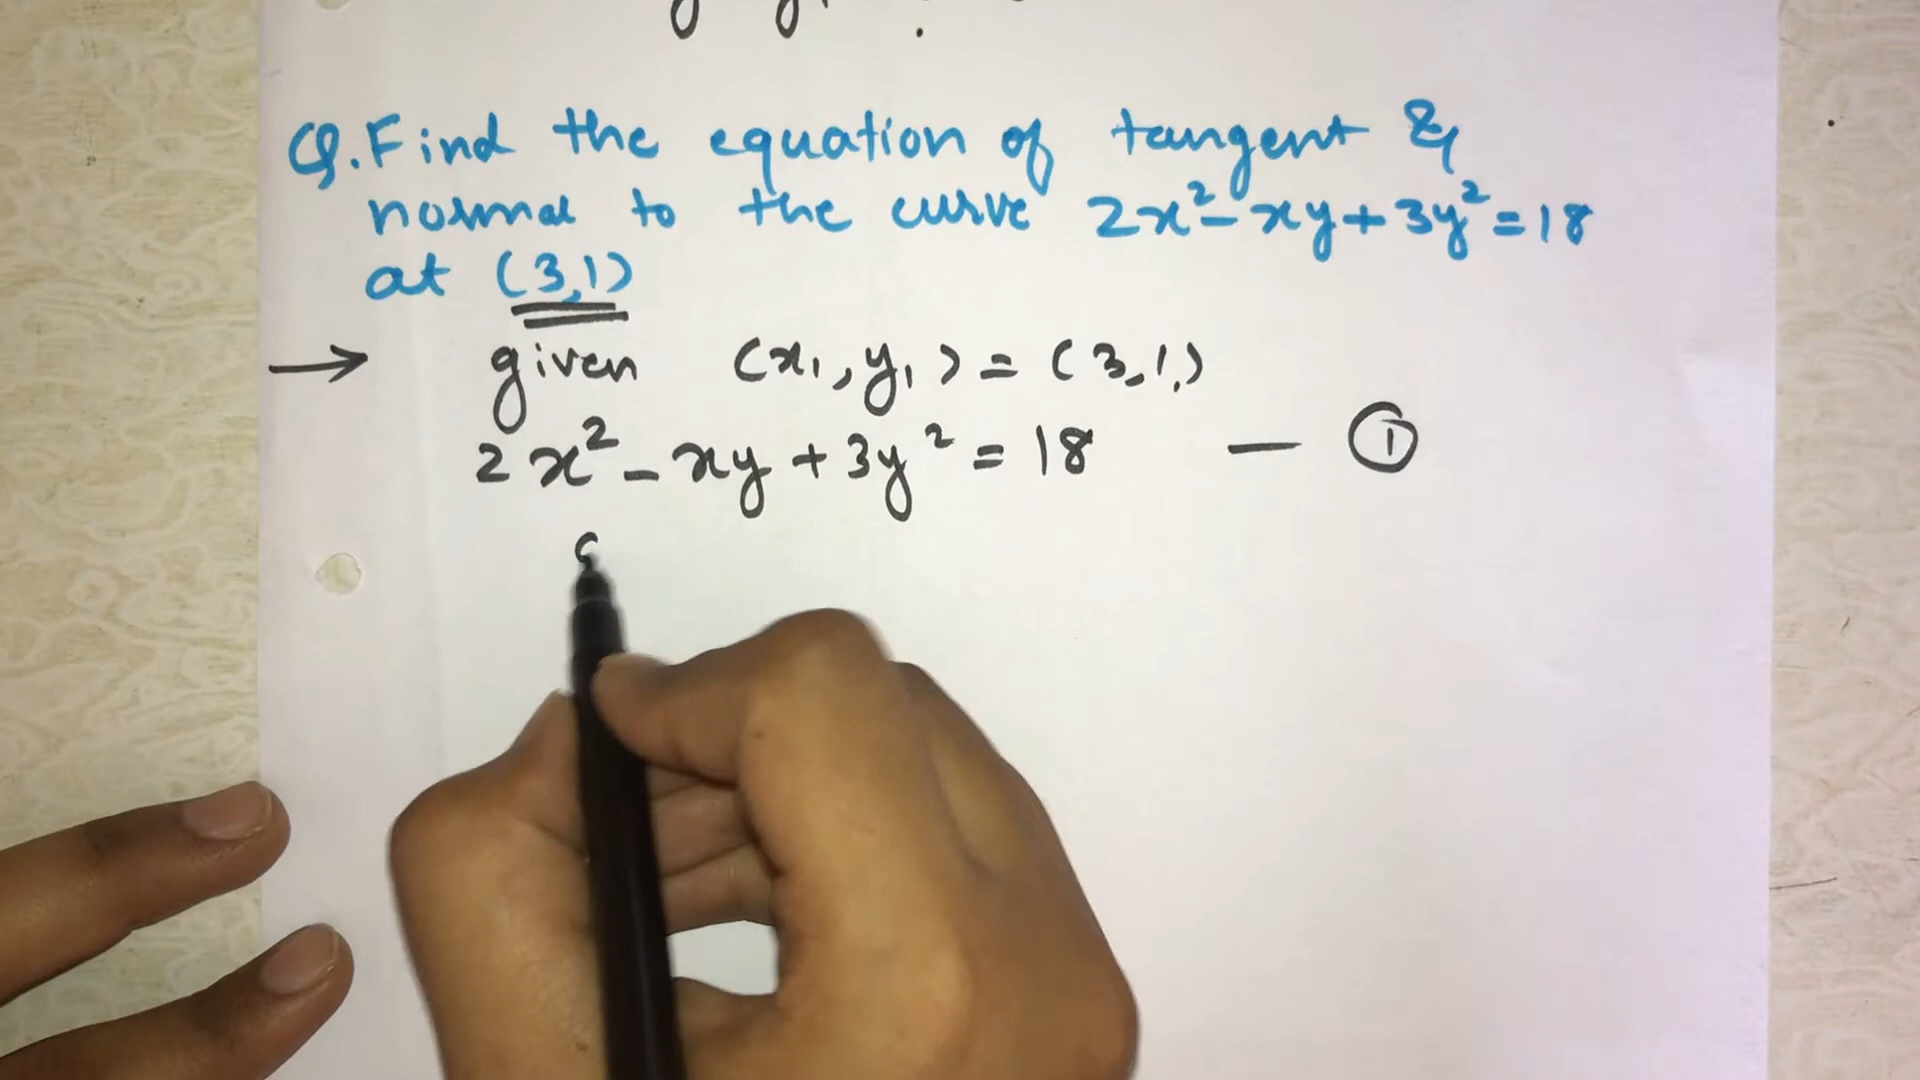 Q. Find the equation of tangent &
normal to the curve 2x²-xy+3y²=18
at (3,1)
→ given (x₁, y₁) = (3,1)
2x² - xy + 3y² = 18 — ①